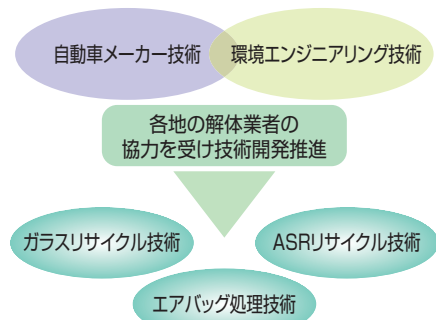 自動車メーカー技術
環境エンジニアリング技術
各地の解体業者の
協力を受け技術開発推進
ガラスリサイクル技術
ASRリサイクル技術
エアバッグ処理技術